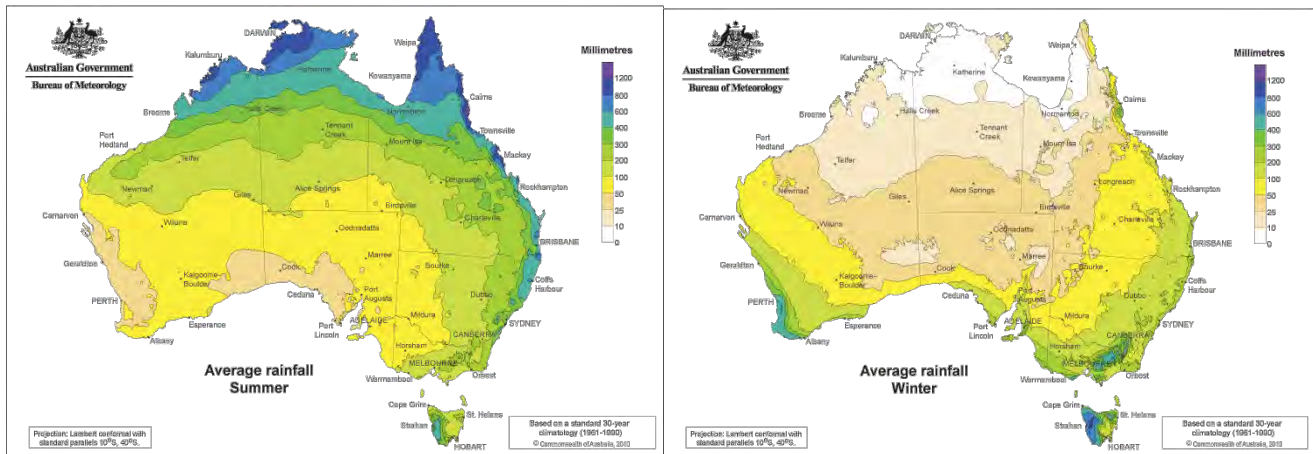 Australian Government
Bureau of Meteorology
DARWIN
Kalumburu
Weipa
Katherine
Kowanyama
Cairns
Broome
Halls Creek
Normanton
Townsville
Port
Hedland
Tennant
Creek
Mount Isa
Mackay
Telfer
Newman
Alice Springs
Longreach
Rockhampton
Giles
Carnarvon
Wiluna
Birdsville
Charleville
Oodnadatta
BRISBANE
Geraldton
Kalgoorlie-
Boulder
Cook
Marree
Bourke
Coffs
Harbour
PERTH
Ceduna
Port
Augusta
Dubbo
Esperance
Albany
Port
Lincoln
ADELAIDE
Mildura
SYDNEY
CANBERRA
Horsham
MELBOURNE
Warrnambool
Orbost
Cape Grim
St. Helens
Strahan
HOBART
Millimetres
1200
800
600
400
300
200
100
50
25
10
0
Average rainfall
Summer
Projection: Lambert conformal with
standard parallels 10°S, 40°S.
Based on a standard 30-year
climatology (1961-1990)
© Commonwealth of Australia, 2010
Australian Government
Bureau of Meteorology
DARWIN
Kalumburu
Weipa
Katherine
Kowanyama
Cairns
Broome
Halls Creek
Normanton
Townsville
Port
Hedland
Tennant
Creek
Mount Isa
Mackay
Telfer
Newman
Alice Springs
Longreach
Rockhampton
Giles
Carnarvon
Wiluna
Birdsville
Charleville
Oodnadatta
BRISBANE
Geraldton
Kalgoorlie-
Boulder
Cook
Marree
Bourke
Coffs
Harbour
PERTH
Ceduna
Port
Augusta
Dubbo
Esperance
Albany
Port
Lincoln
ADELAIDE
Mildura
SYDNEY
CANBERRA
Horsham
MELBOURNE
Warrnambool
Orbost
Cape Grim
St. Helens
Strahan
HOBART
Millimetres
1200
800
600
400
300
200
100
50
25
10
0
Average rainfall
Winter
Projection: Lambert conformal with
standard parallels 10°S, 40°S.
Based on a standard 30-year
climatology (1961-1990)
© Commonwealth of Australia, 2010